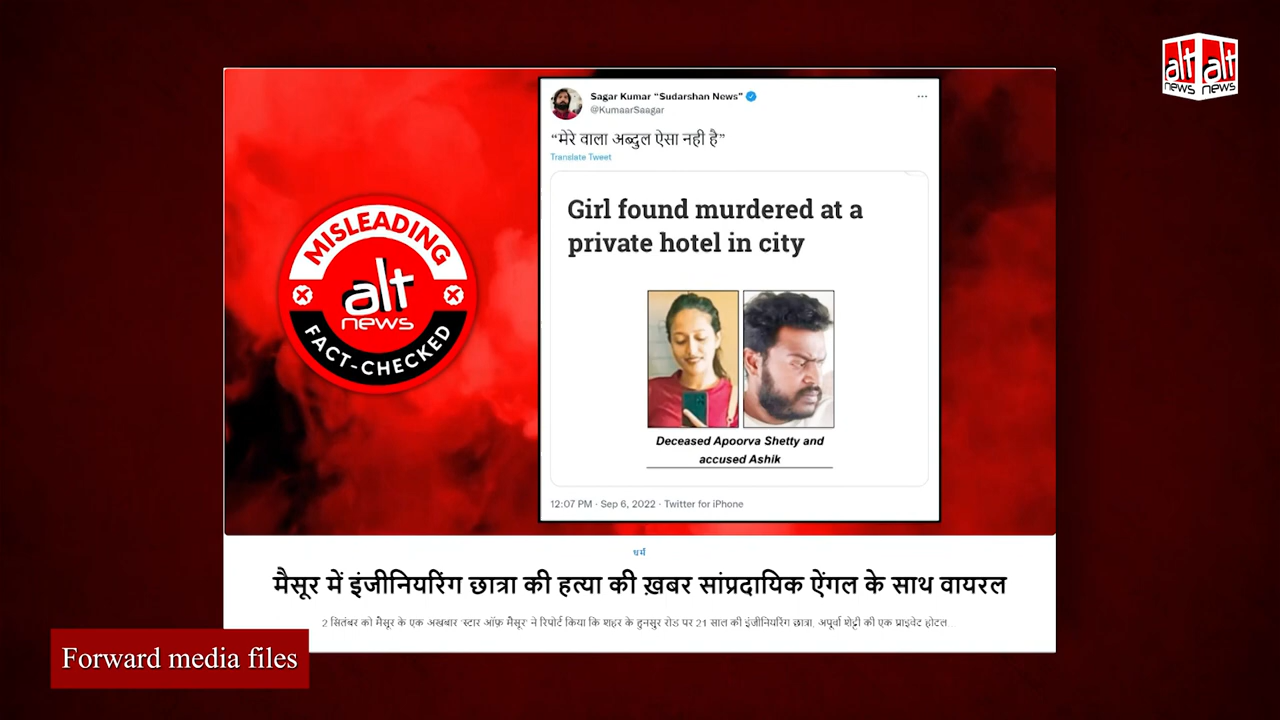 alt alt
news news
Sagar Kumar “Sudarshan News”
@KumaarSaagar
“मेरे वाला अब्दुल ऐसा नही है”
Translate Tweet
Girl found murdered at a
private hotel in city
MISLEADING
alt
news
FACT-CHECKED
Deceased Apoorva Shetty and
accused Ashik
12:07 PM · Sep 6, 2022 · Twitter for iPhone
धर्म
मैसूर में इंजीनियरिंग छात्रा की हत्या की ख़बर सांप्रदायिक ऐंगल के साथ वायरल
2 सितंबर को मैसूर के एक अख़बार ‘स्टार ऑफ़ मैसूर’ ने रिपोर्ट किया कि शहर के हुनसुर रोड पर 21 साल की इंजीनियरिंग छात्रा, अपूर्वा शेट्टी की एक प्राइवेट होटल...
Forward media files